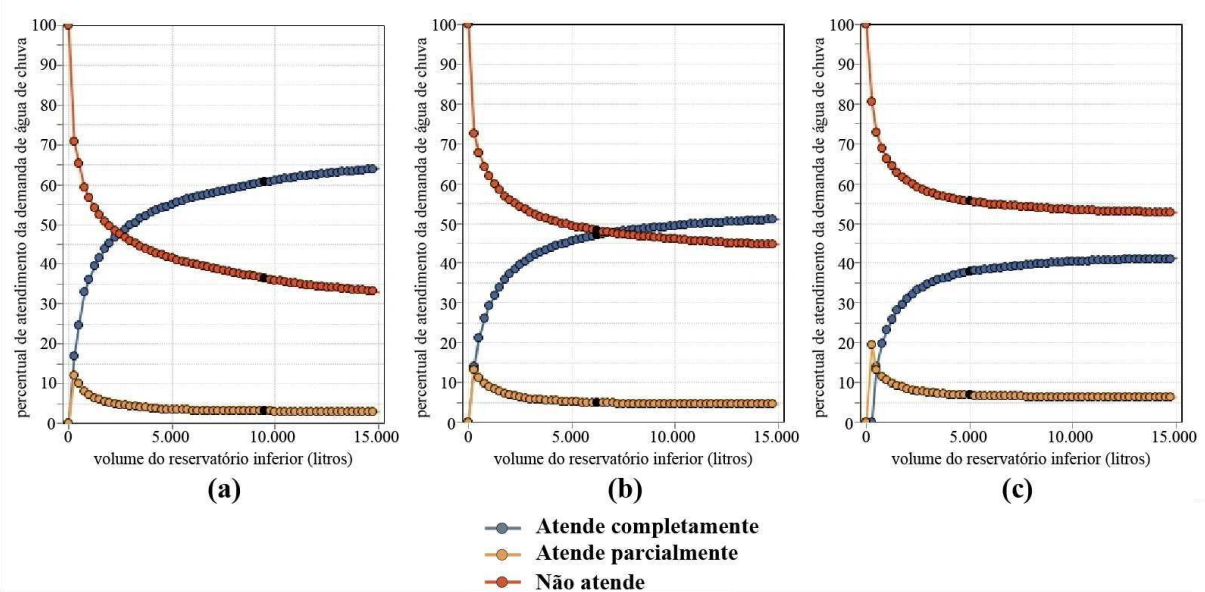 percentual de atendimento da demanda de água de chuva
100
90
80
70
60
50
40
30
20
10
0
0 5.000 10.000 15.000
volume do reservatório inferior (litros)
(a)
percentual de atendimento da demanda de água de chuva
100
90
80
70
60
50
40
30
20
10
0
0 5.000 10.000 15.000
volume do reservatório inferior (litros)
(b)
percentual de atendimento da demanda de água de chuva
100
90
80
70
60
50
40
30
20
10
0
0 5.000 10.000 15.000
volume do reservatório inferior (litros)
(c)
Atende completamente
Atende parcialmente
Não atende